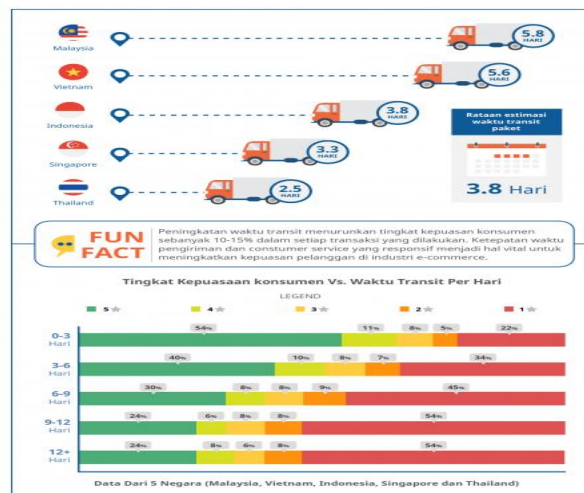 5.8
HARI
Malaysia
5.6
HARI
Vietnam
3.8
HARI
Indonesia
3.3
HARI
Singapore
2.5
HARI
Thailand
Rataan estimasi
waktu transit
paket
3.8 Hari
FUN
FACT
Peningkatan waktu transit menurunkan tingkat kepuasan konsumen
sebanyak 10-15% dalam setiap transaksi yang dilakukan. Ketepatan waktu
pengiriman dan constumer service yang responsif menjadi hal vital untuk
meningkatkan kepuasan pelanggan di industri e-commerce.
Tingkat Kepuasaan konsumen Vs. Waktu Transit Per Hari
LEGEND
5 4 3 2 1
0-3
Hari
54% 11% 8% 5% 22%
3-6
Hari
40% 10% 8% 7% 34%
6-9
Hari
30% 8% 8% 9% 45%
9-12
Hari
24% 6% 8% 8% 54%
12+
Hari
24% 8% 6% 8% 54%
Data Dari 5 Negara (Malaysia, Vietnam, Indonesia, Singapore dan Thailand)